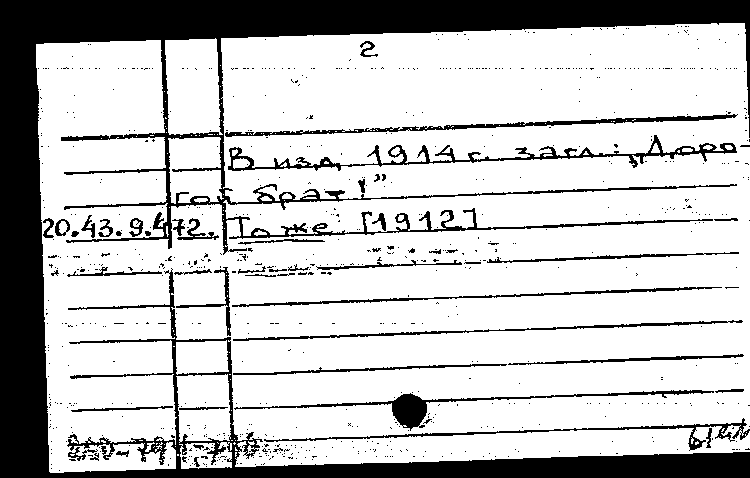 2
В изд. 1914 г. загл.: „Доро-
гой брат!”
20.43.9.472. То же [1912]